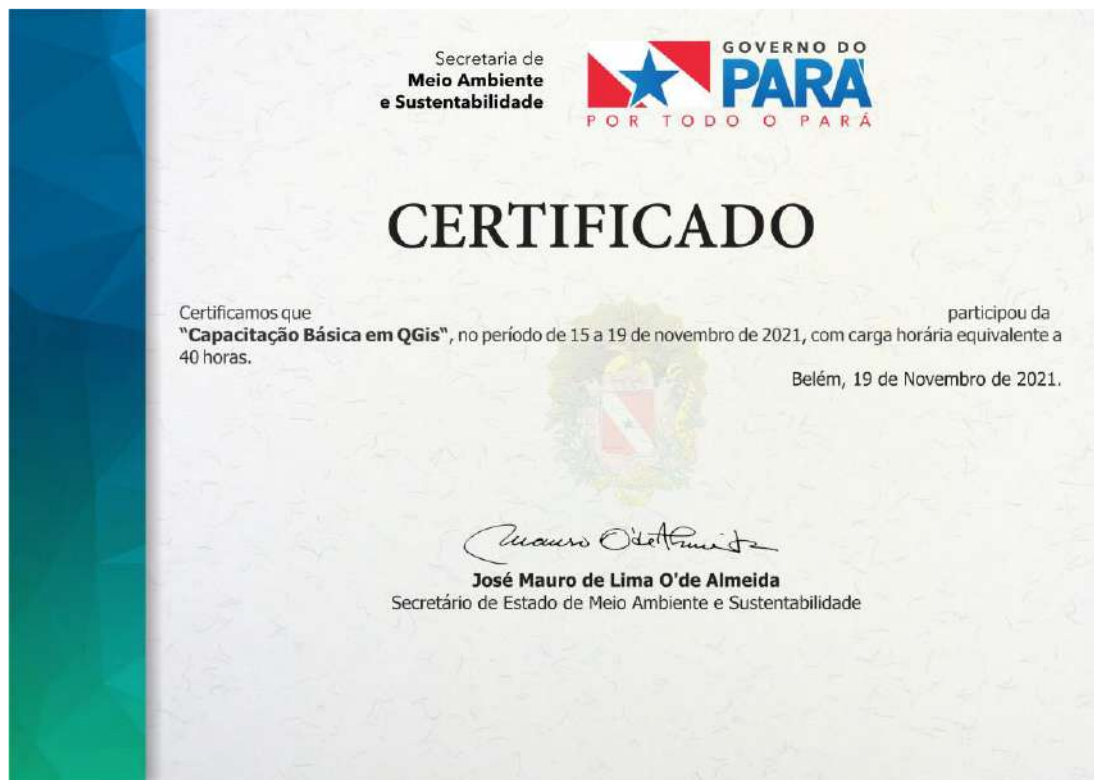 Secretaria de
Meio Ambiente
e Sustentabilidade
GOVERNO DO
PARÁ
POR TODO O PARÁ
CERTIFICADO
Certificamos que participou da
"Capacitação Básica em QGis", no período de 15 a 19 de novembro de 2021, com carga horária equivalente a
40 horas.
Belém, 19 de Novembro de 2021.
Mauro O'deAlmeida
José Mauro de Lima O'de Almeida
Secretário de Estado de Meio Ambiente e Sustentabilidade